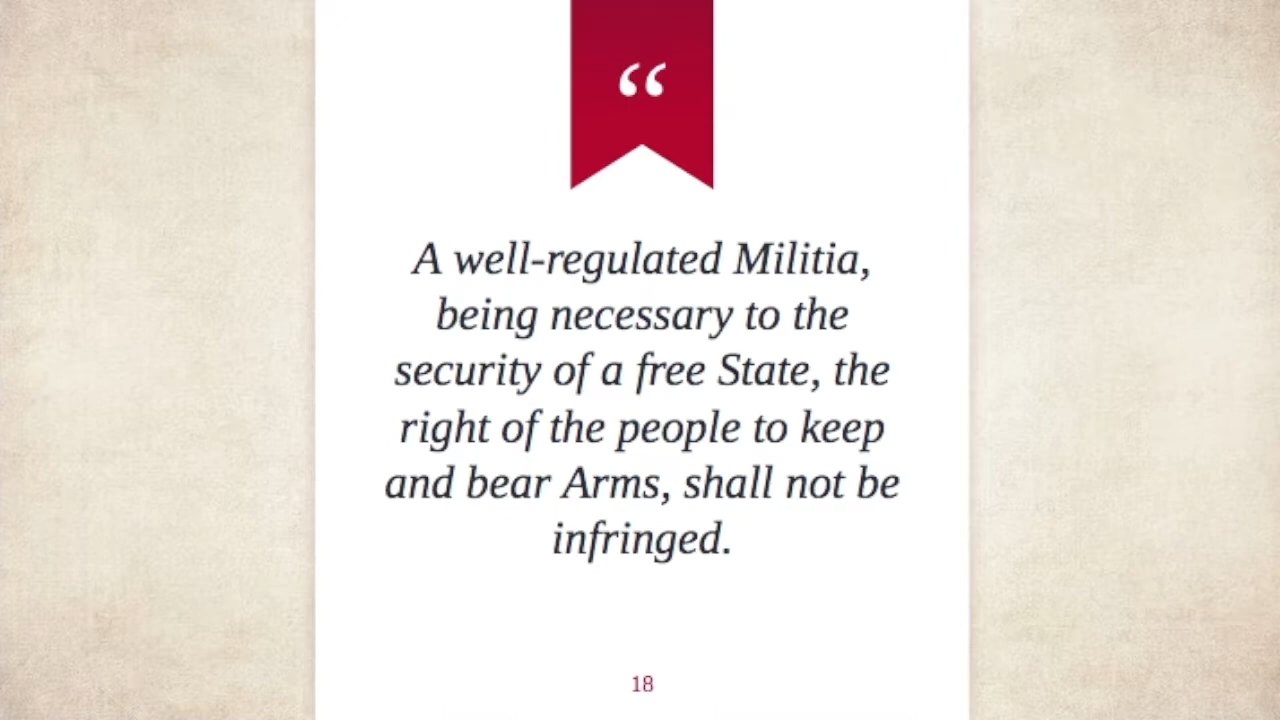 “
A well-regulated Militia,
being necessary to the
security of a free State, the
right of the people to keep
and bear Arms, shall not be
infringed.
18